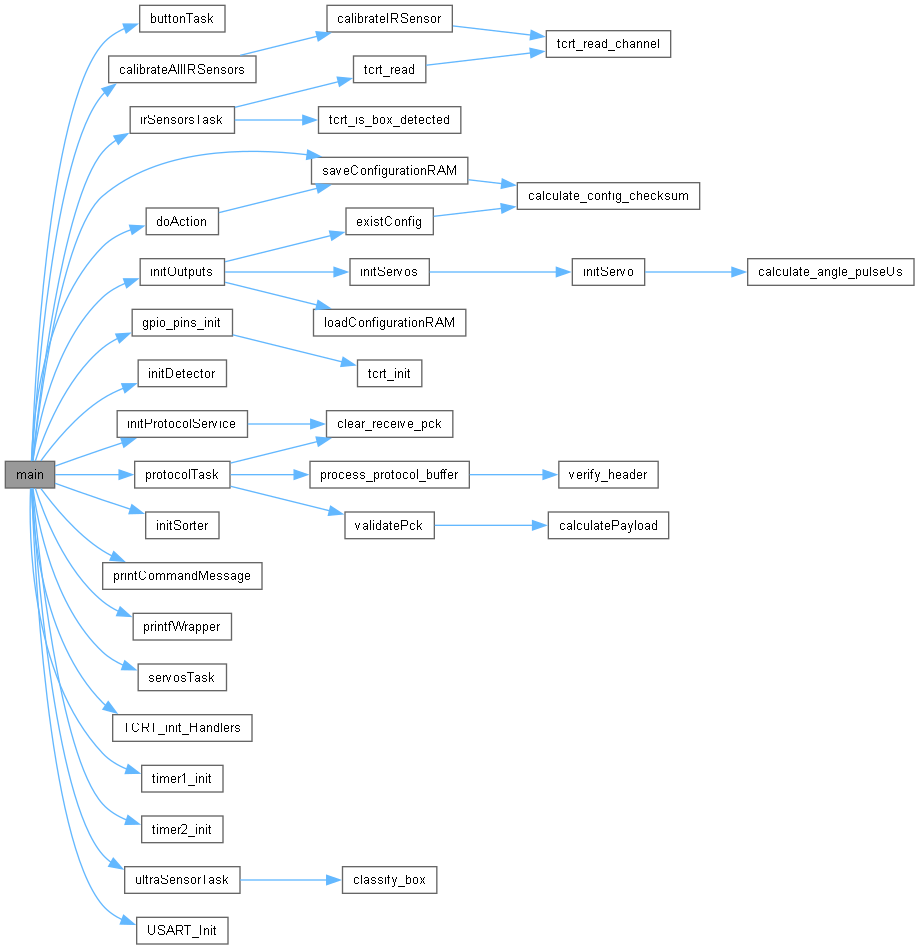 buttonTask
calibrateIRSensor
tcrt_read_channel
calibrateAllIRSensors
tcrt_read
irSensorsTask
tcrt_is_box_detected
saveConfigurationRAM
calculate_config_checksum
doAction
existConfig
initOutputs
initServos
initServo
calculate_angle_pulseUs
gpio_pins_init
loadConfigurationRAM
initDetector
tcrt_init
initProtocolService
clear_receive_pck
main
protocolTask
process_protocol_buffer
verify_header
initSorter
validatePck
calculatePayload
printCommandMessage
printfWrapper
servosTask
TCRT_init_Handlers
timer1_init
timer2_init
ultraSensorTask
classify_box
USART_Init